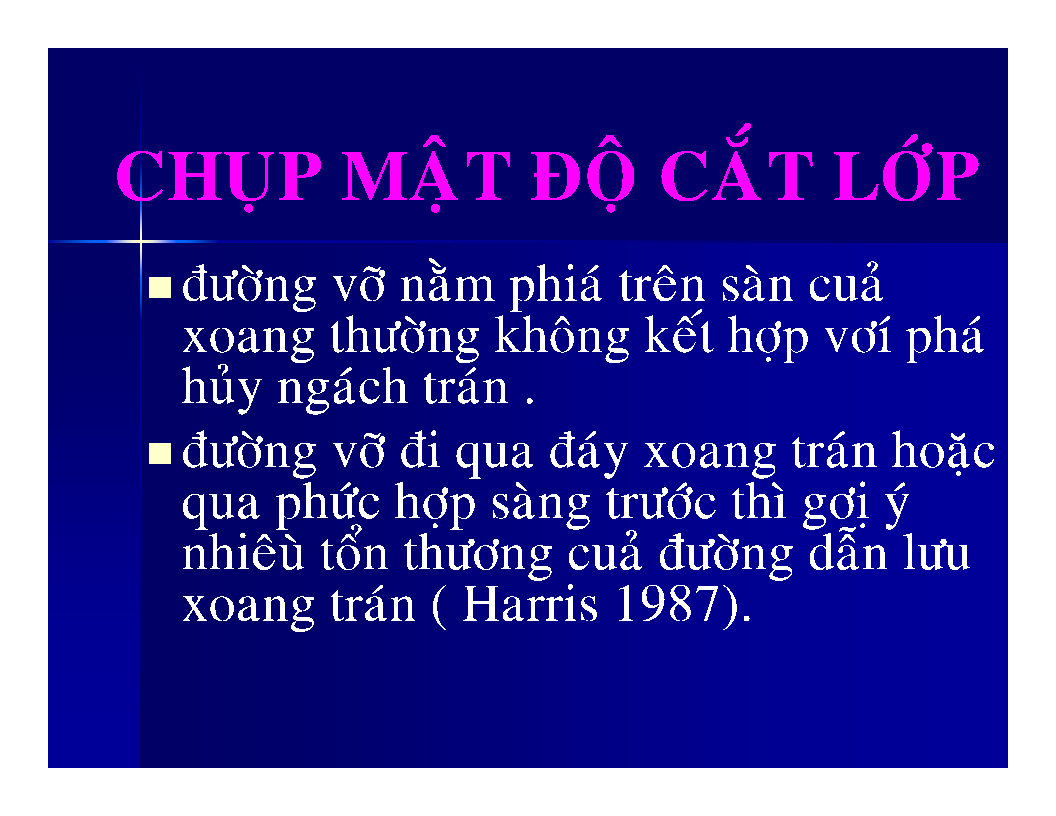 CHỤP MẬT ĐỘ CẮT LỚP
đường vỡ nằm phiá trên sàn cuả
xoang thường không kết hợp vơí phá
hủy ngách trán .
đường vỡ đi qua đáy xoang trán hoặc
qua phức hợp sàng trước thì gơị ý
nhiêù tổn thương cuả đường dẫn lưu
xoang trán ( Harris 1987).